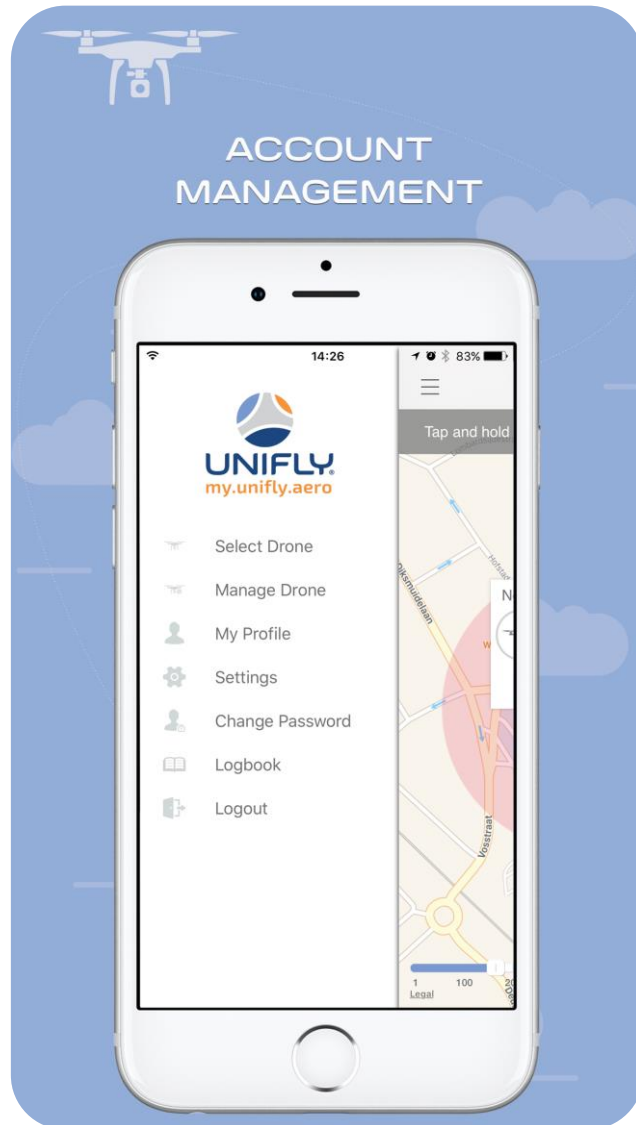 ACCOUNT
MANAGEMENT
14:26
83%
UNIFLY®
my.unifly.aero
Select Drone
Manage Drone
My Profile
Settings
Change Password
Logbook
Logout
Tap and hold
Diksmuidelaan
N
W
Vosstraat
1 100
Legal